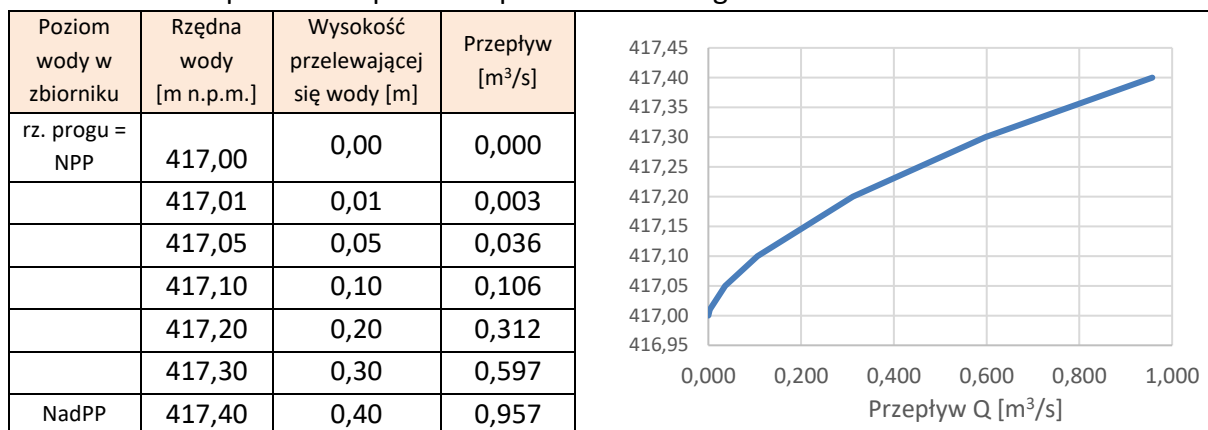 Poziom wody w zbiorniku | Rzędna wody [m n.p.m.] | Wysokość przelewającej się wody [m] | Przepływ [m³/s]
rz. progu = NPP | 417,00 | 0,00 | 0,000
417,01 | 0,01 | 0,003
417,05 | 0,05 | 0,036
417,10 | 0,10 | 0,106
417,20 | 0,20 | 0,312
417,30 | 0,30 | 0,597
NadPP | 417,40 | 0,40 | 0,957
417,45
417,40
417,35
417,30
417,25
417,20
417,15
417,10
417,05
417,00
416,95
0,000 0,200 0,400 0,600 0,800 1,000
Przepływ Q [m³/s]